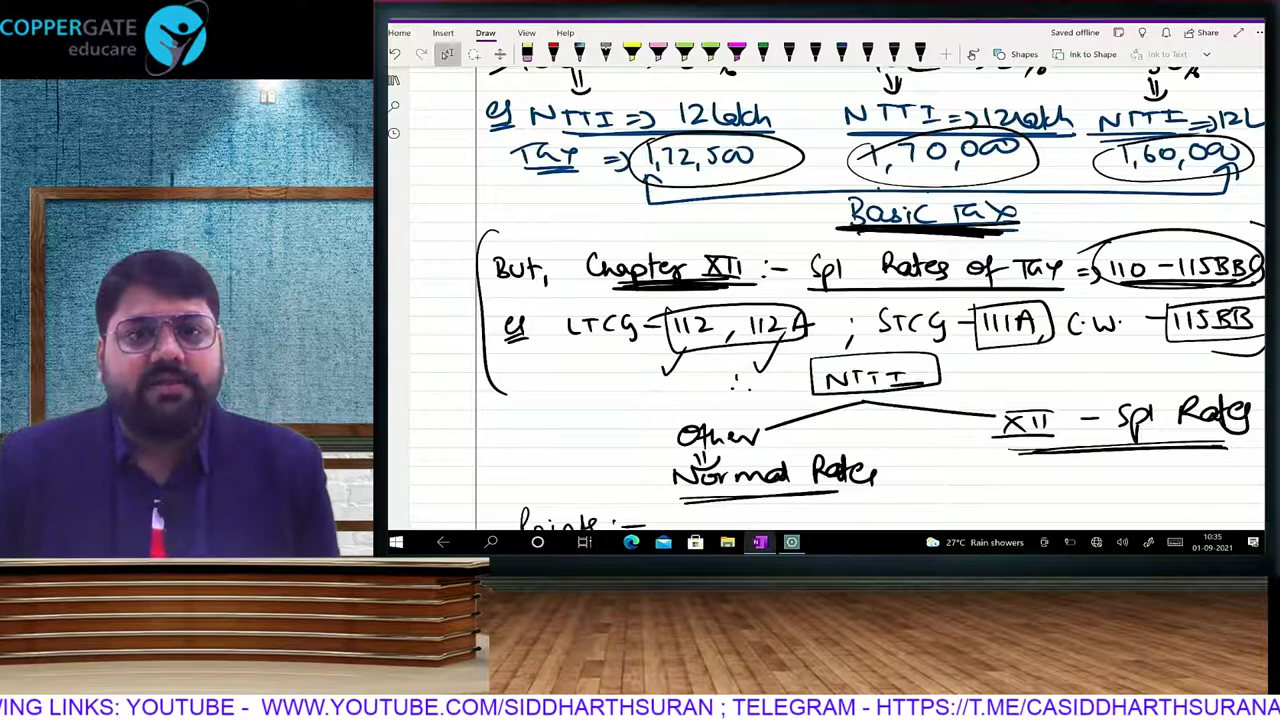 COPPERGATE
educare
Home Insert Draw View Help
Saved offline Share
Shapes Ink to Shape Ink to Text
eg NTTI => 12 Lakh NTTI => 12 Lakh NTTI => 12L
Tax => 1,72,500 1,70,000 1,60,000
Basic Tax
But, Chapter XII :- Spl Rates of Tax => 110 - 115BBG
eg LTCG - 112, 112A ; STCG - 111A, C.W. - 115BB
∴ NTTI
Other XII - Spl Rates
Normal Rates
Points :-
27°C Rain showers
10:35
01-09-2021
WING LINKS: YOUTUBE - WWW.YOUTUBE.COM/SIDDHARTHSURAN ; TELEGRAM - HTTPS://T.ME/CASIDDHARTHSURANA